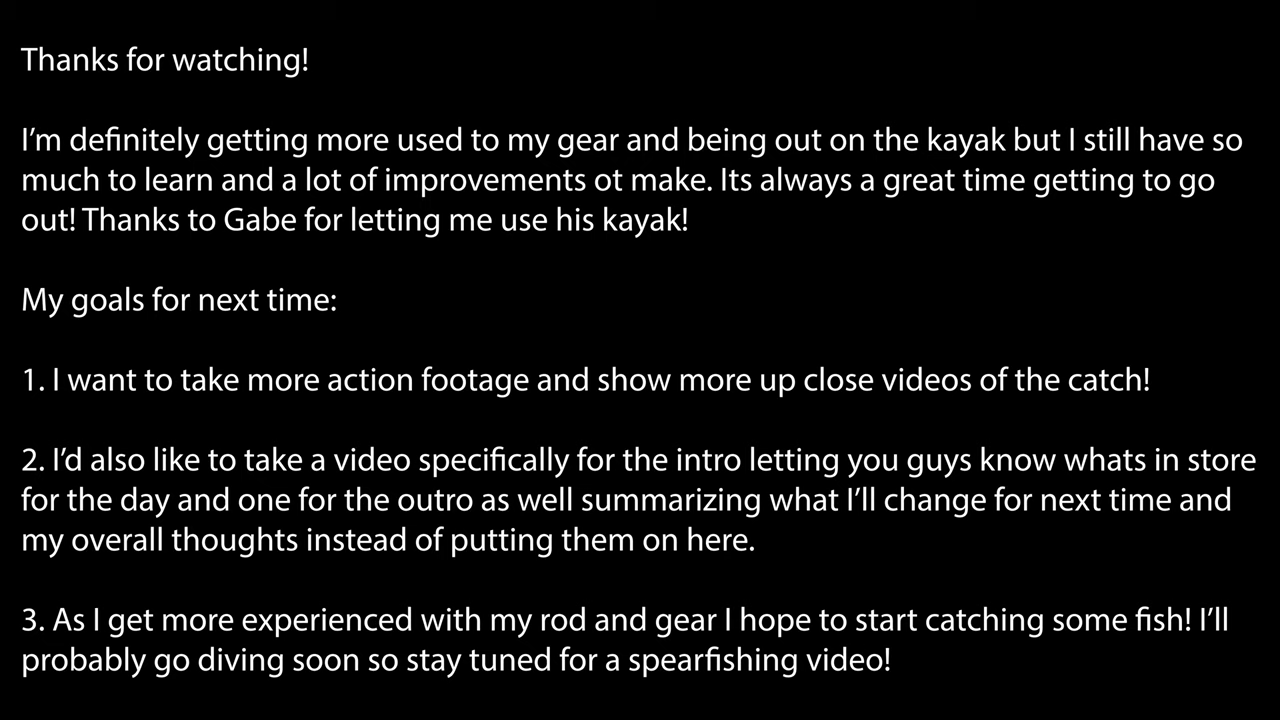 Thanks for watching!
I’m definitely getting more used to my gear and being out on the kayak but I still have so
much to learn and a lot of improvements ot make. Its always a great time getting to go
out! Thanks to Gabe for letting me use his kayak!
My goals for next time:
1. I want to take more action footage and show more up close videos of the catch!
2. I’d also like to take a video specifically for the intro letting you guys know whats in store
for the day and one for the outro as well summarizing what I’ll change for next time and
my overall thoughts instead of putting them on here.
3. As I get more experienced with my rod and gear I hope to start catching some fish! I’ll
probably go diving soon so stay tuned for a spearfishing video!